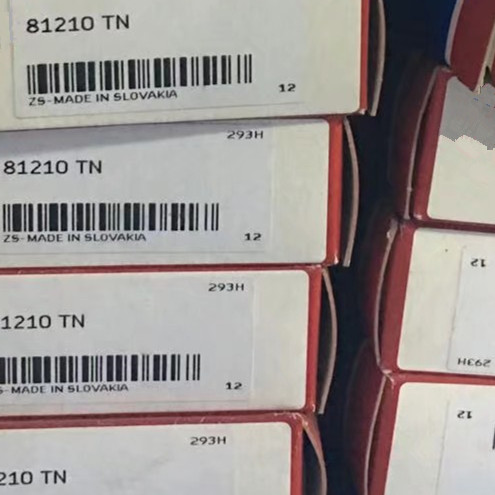 81210 TN
ZS-MADE IN SLOVAKIA
12
293H
81210 TN
ZS-MADE IN SLOVAKIA
12
293H
1210 TN
S-MADE IN SLOVAKIA
12
293H
210 TN
12
293H
12